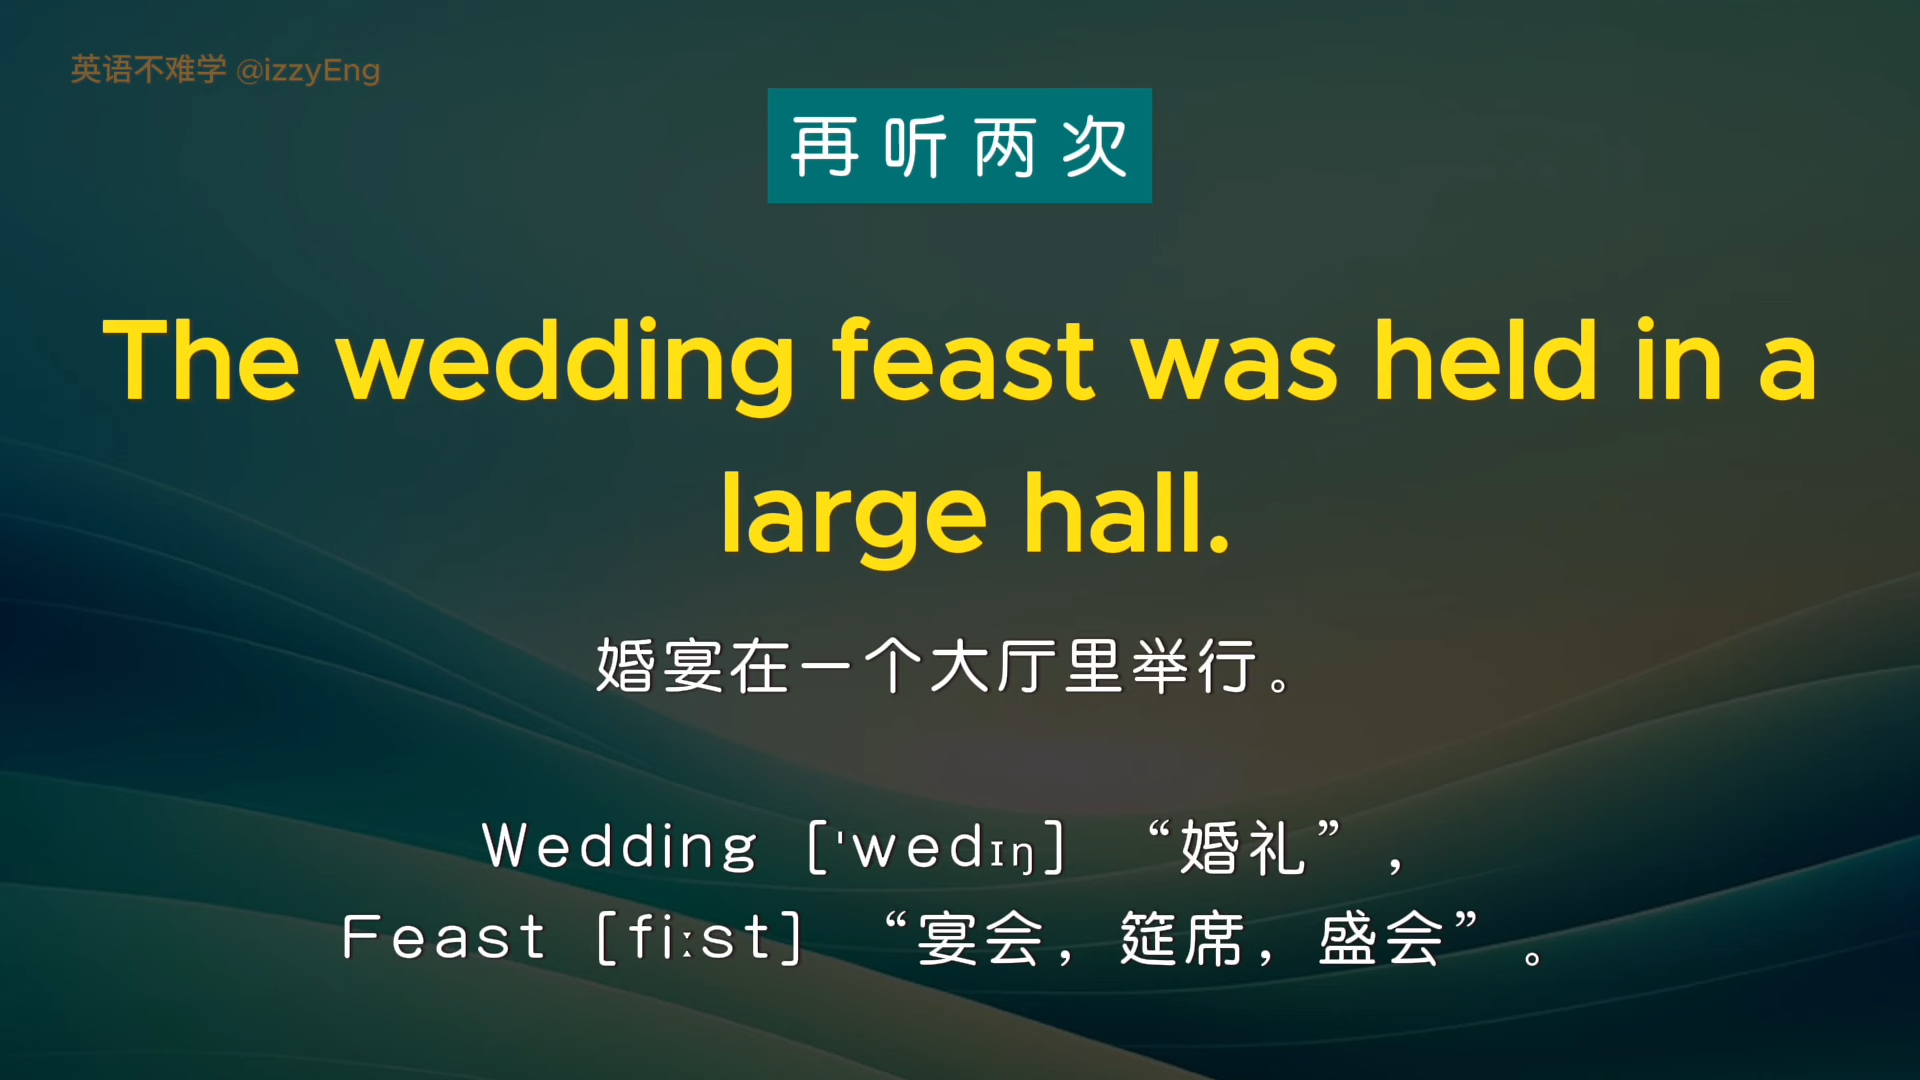 英语不难学 @izzyEng
再听两次
The wedding feast was held in a
large hall.
婚宴在一个大厅里举行。
Wedding [ˈwedɪŋ] “婚礼”,
Feast [fiːst] “宴会，筵席，盛会”。